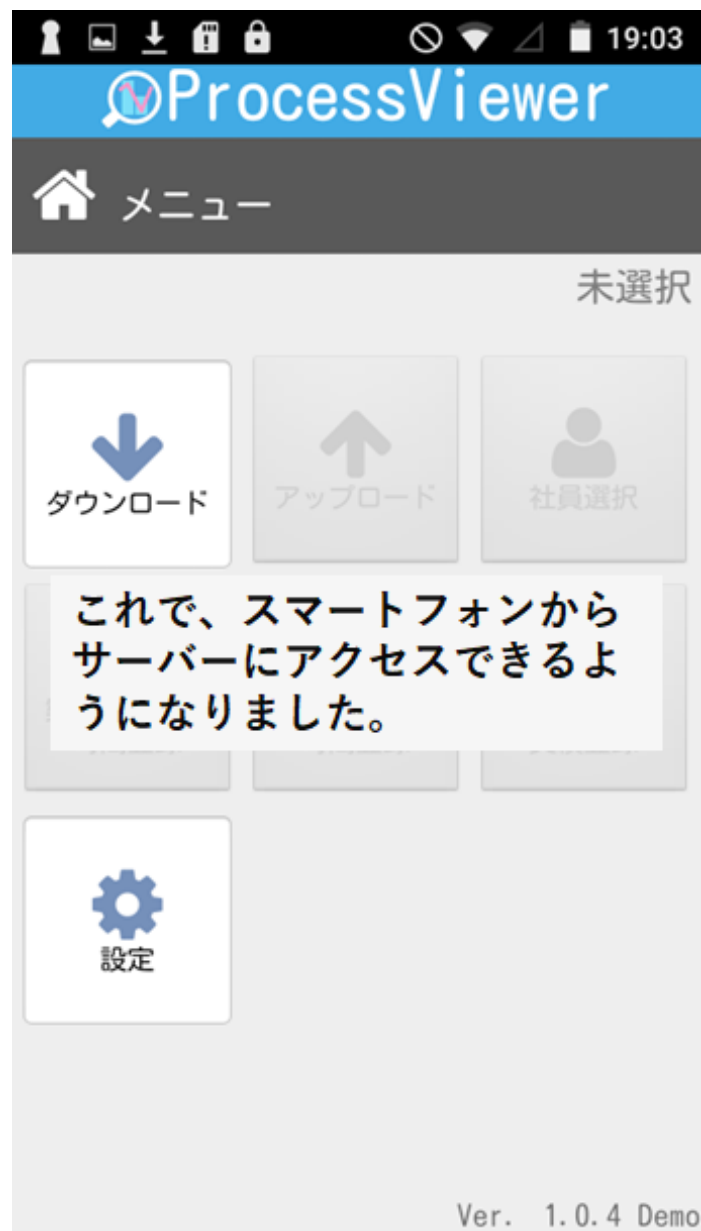 19:03
ProcessViewer
メニュー
未選択
ダウンロード
アップロード
社員選択
これで、スマートフォンから
サーバーにアクセスできるよ
うになりました。
設定
Ver. 1.0.4 Demo